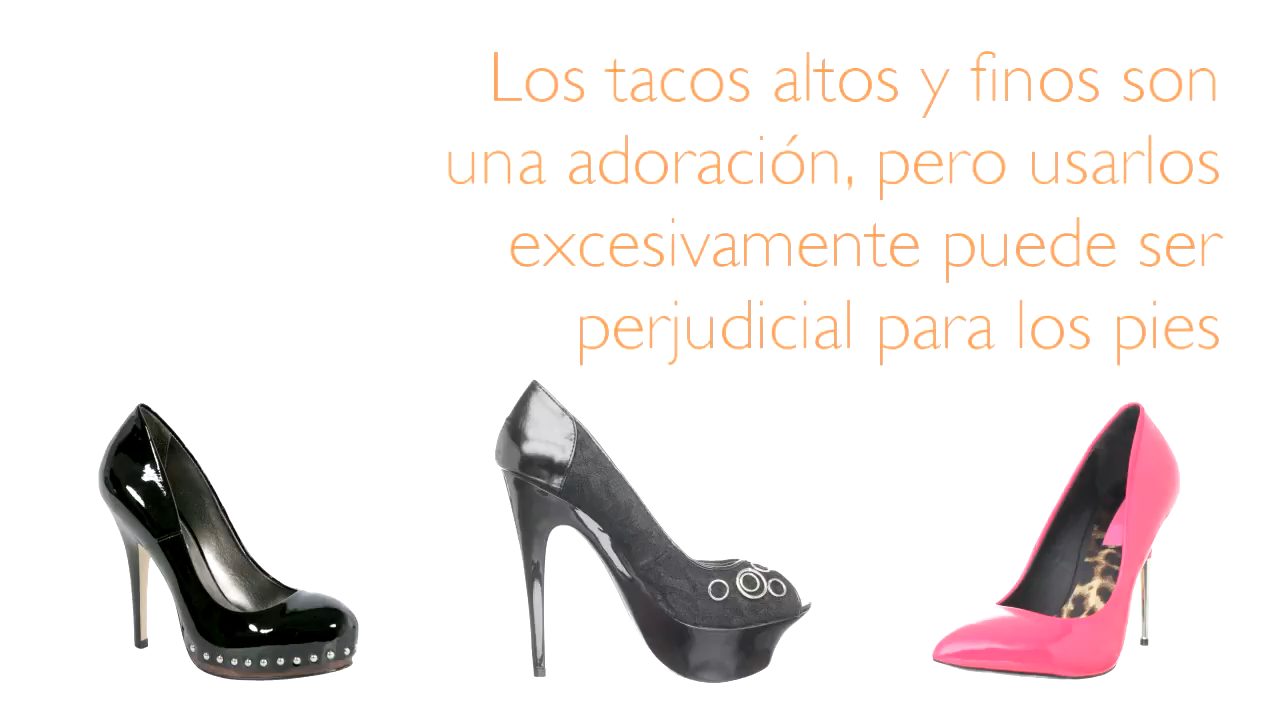 Los tacos altos y finos son
una adoración, pero usarlos
excesivamente puede ser
perjudicial para los pies